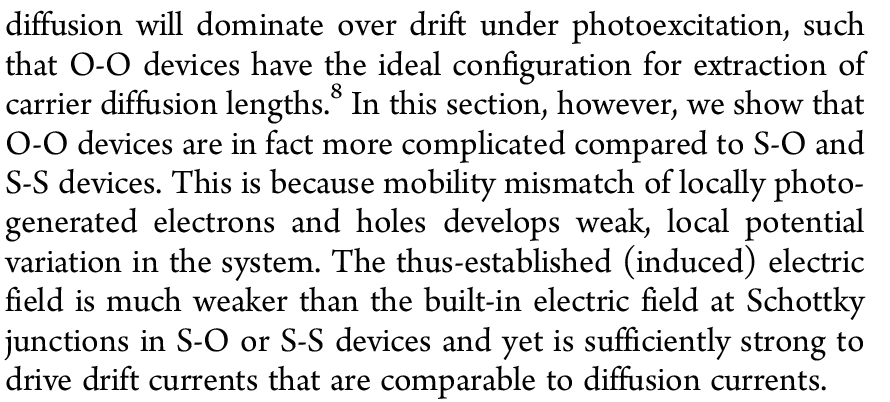 diffusion will dominate over drift under photoexcitation, such
that O-O devices have the ideal configuration for extraction of
carrier diffusion lengths.8 In this section, however, we show that
O-O devices are in fact more complicated compared to S-O and
S-S devices. This is because mobility mismatch of locally photo-
generated electrons and holes develops weak, local potential
variation in the system. The thus-established (induced) electric
field is much weaker than the built-in electric field at Schottky
junctions in S-O or S-S devices and yet is sufficiently strong to
drive drift currents that are comparable to diffusion currents.